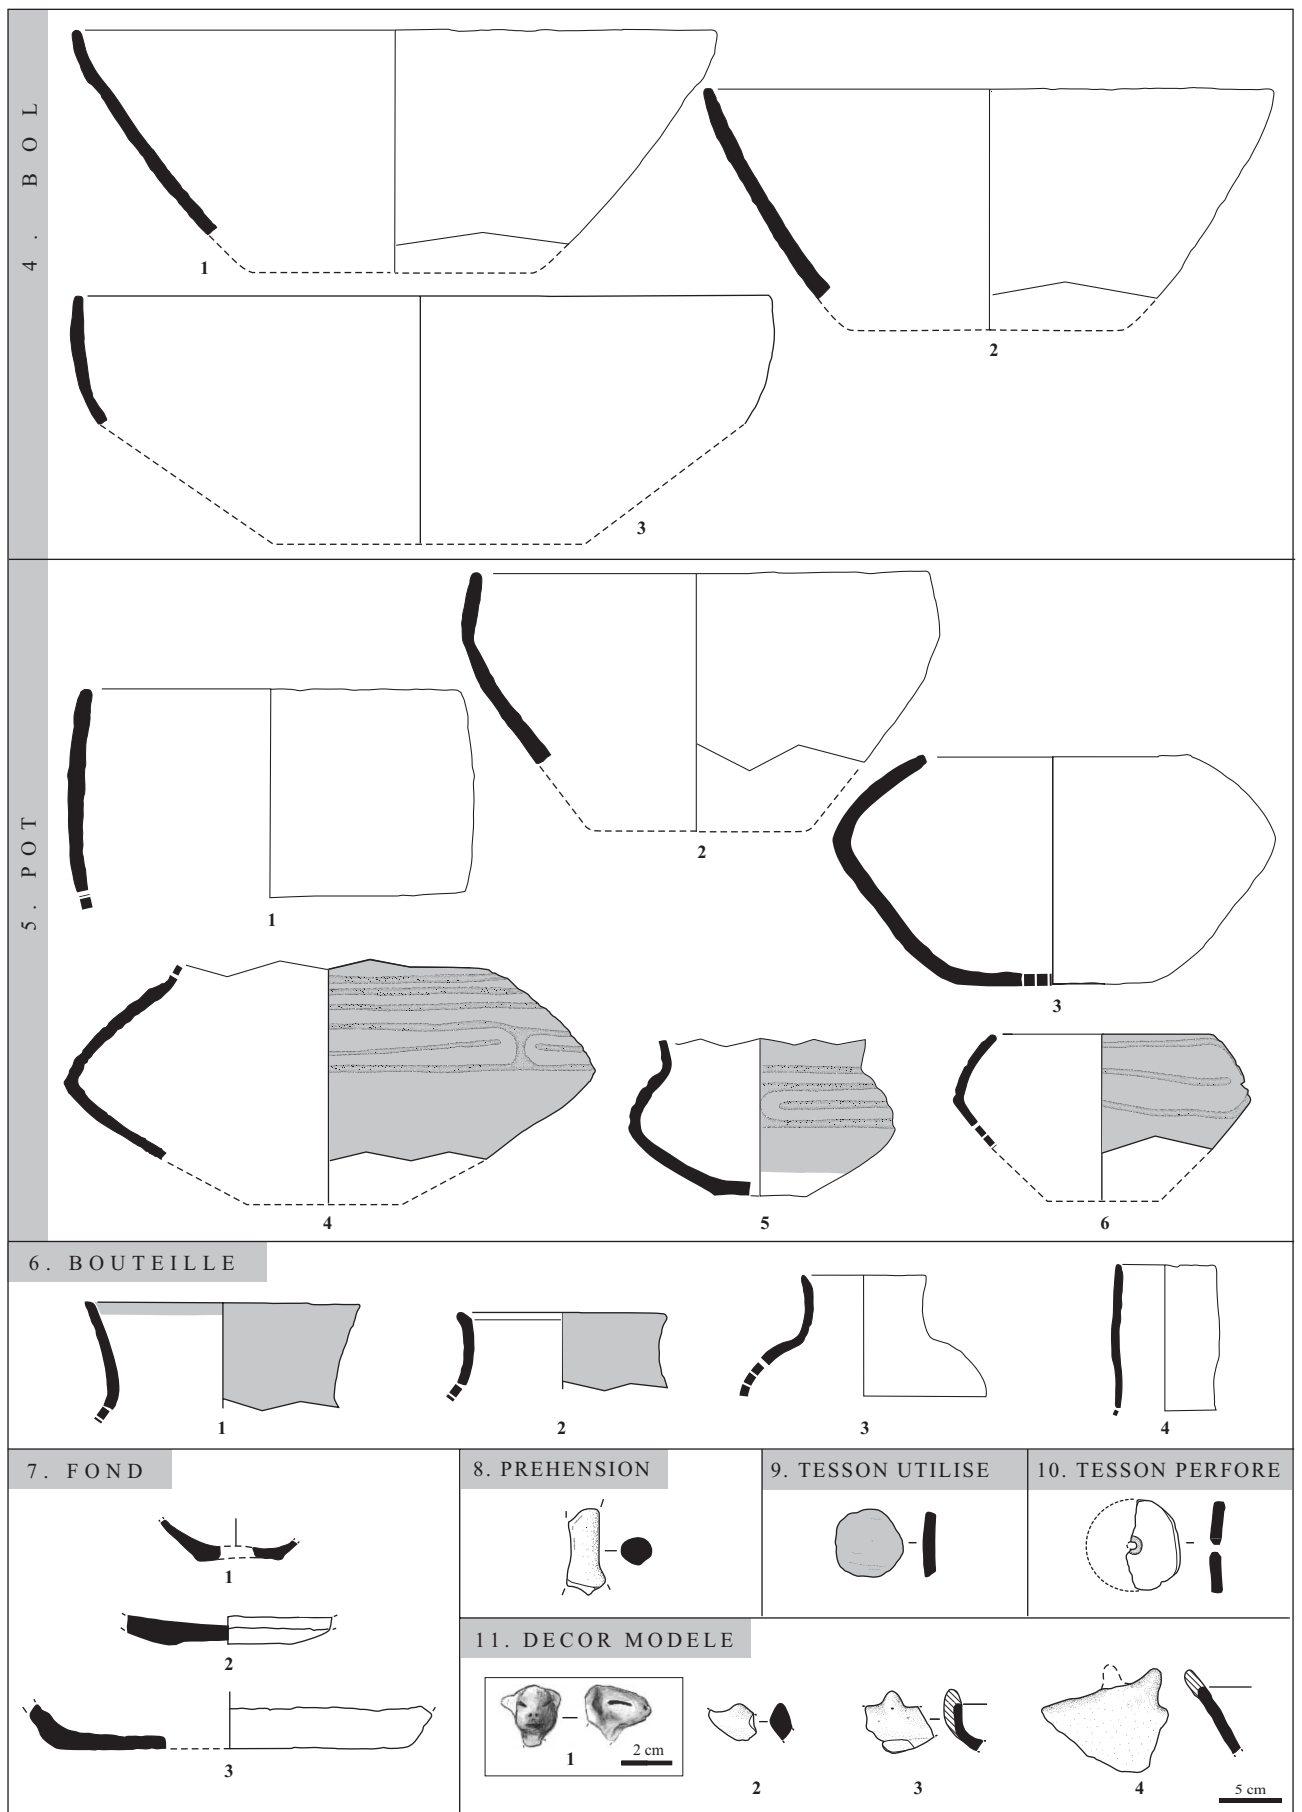 4. BOL
1
2
3
5. POT
1
2
3
4
5
6
6. BOUTEILLE
1
2
3
4
7. FOND
1
2
3
8. PREHENSION
9. TESSON UTILISE
10. TESSON PERFORE
11. DECOR MODELE
1
2 cm
2
3
4
5 cm